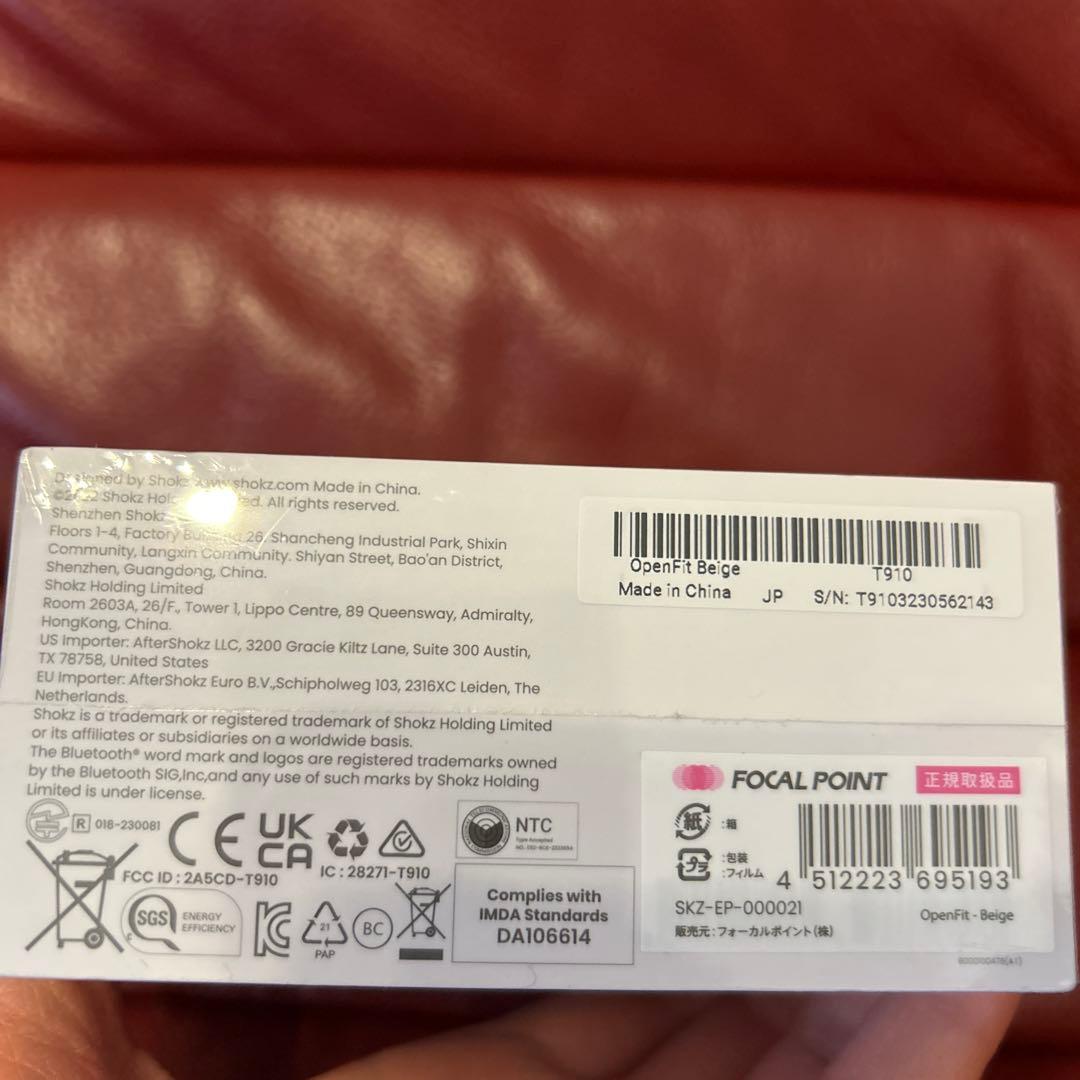 Designed by Shokz www.shokz.com Made in China.
Shokz Holding Limited. All rights reserved.
Shenzhen Shokz
Floors 1-4, Factory Building 26, Shancheng Industrial Park, Shixin
Community, Langxin Community. Shiyan Street, Bao'an District,
Shenzhen, Guangdong, China.
Shokz Holding Limited
Room 2603A, 26/F., Tower 1, Lippo Centre, 89 Queensway, Admiralty,
HongKong, China.
US Importer: AfterShokz LLC, 3200 Gracie Kiltz Lane, Suite 300 Austin,
TX 78758, United States
EU Importer: AfterShokz Euro B.V.,Schipholweg 103, 2316XC Leiden, The
Netherlands.
Shokz is a trademark or registered trademark of Shokz Holding Limited
or its affiliates or subsidiaries on a worldwide basis.
The Bluetooth® word mark and logos are registered trademarks owned
by the Bluetooth SIG,Inc,and any use of such marks by Shokz Holding
Limited is under license.
R 018-230081
CE
UK
CA
FCC ID : 2A5CD-T910
IC : 28271-T910
SGS ENERGY
EFFICIENCY
21
PAP
BC
NTC
Type Accepted
Complies with
IMDA Standards
DA106614
OpenFit Beige T910
Made in China JP S/N: T9103230562143
FOCAL POINT 正規取扱品
紙 :箱
プラ :包装
:フィルム
4 512223 695193
SKZ-EP-000021 OpenFit - Beige
販売元：フォーカルポイント(株)